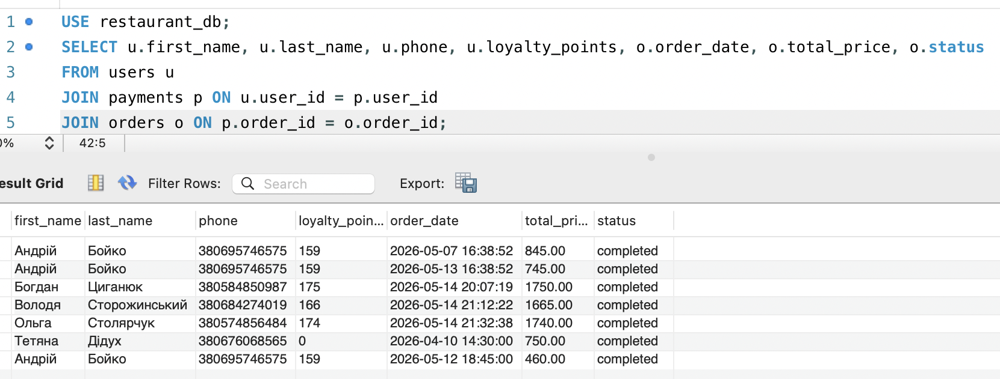 1 USE restaurant_db;
2 SELECT u.first_name, u.last_name, u.phone, u.loyalty_points, o.order_date, o.total_price, o.status
3 FROM users u
4 JOIN payments p ON u.user_id = p.user_id
5 JOIN orders o ON p.order_id = o.order_id;
0% 42:5
esult Grid Filter Rows: Search Export:
first_name last_name phone loyalty_poin... order_date total_pri... status
Андрій Бойко 380695746575 159 2026-05-07 16:38:52 845.00 completed
Андрій Бойко 380695746575 159 2026-05-13 16:38:52 745.00 completed
Богдан Циганюк 380584850987 175 2026-05-14 20:07:19 1750.00 completed
Володя Сторожинський 380684274019 166 2026-05-14 21:12:22 1665.00 completed
Ольга Столярчук 380574856484 174 2026-05-14 21:32:38 1740.00 completed
Тетяна Дідух 380676068565 0 2026-04-10 14:30:00 750.00 completed
Андрій Бойко 380695746575 159 2026-05-12 18:45:00 460.00 completed